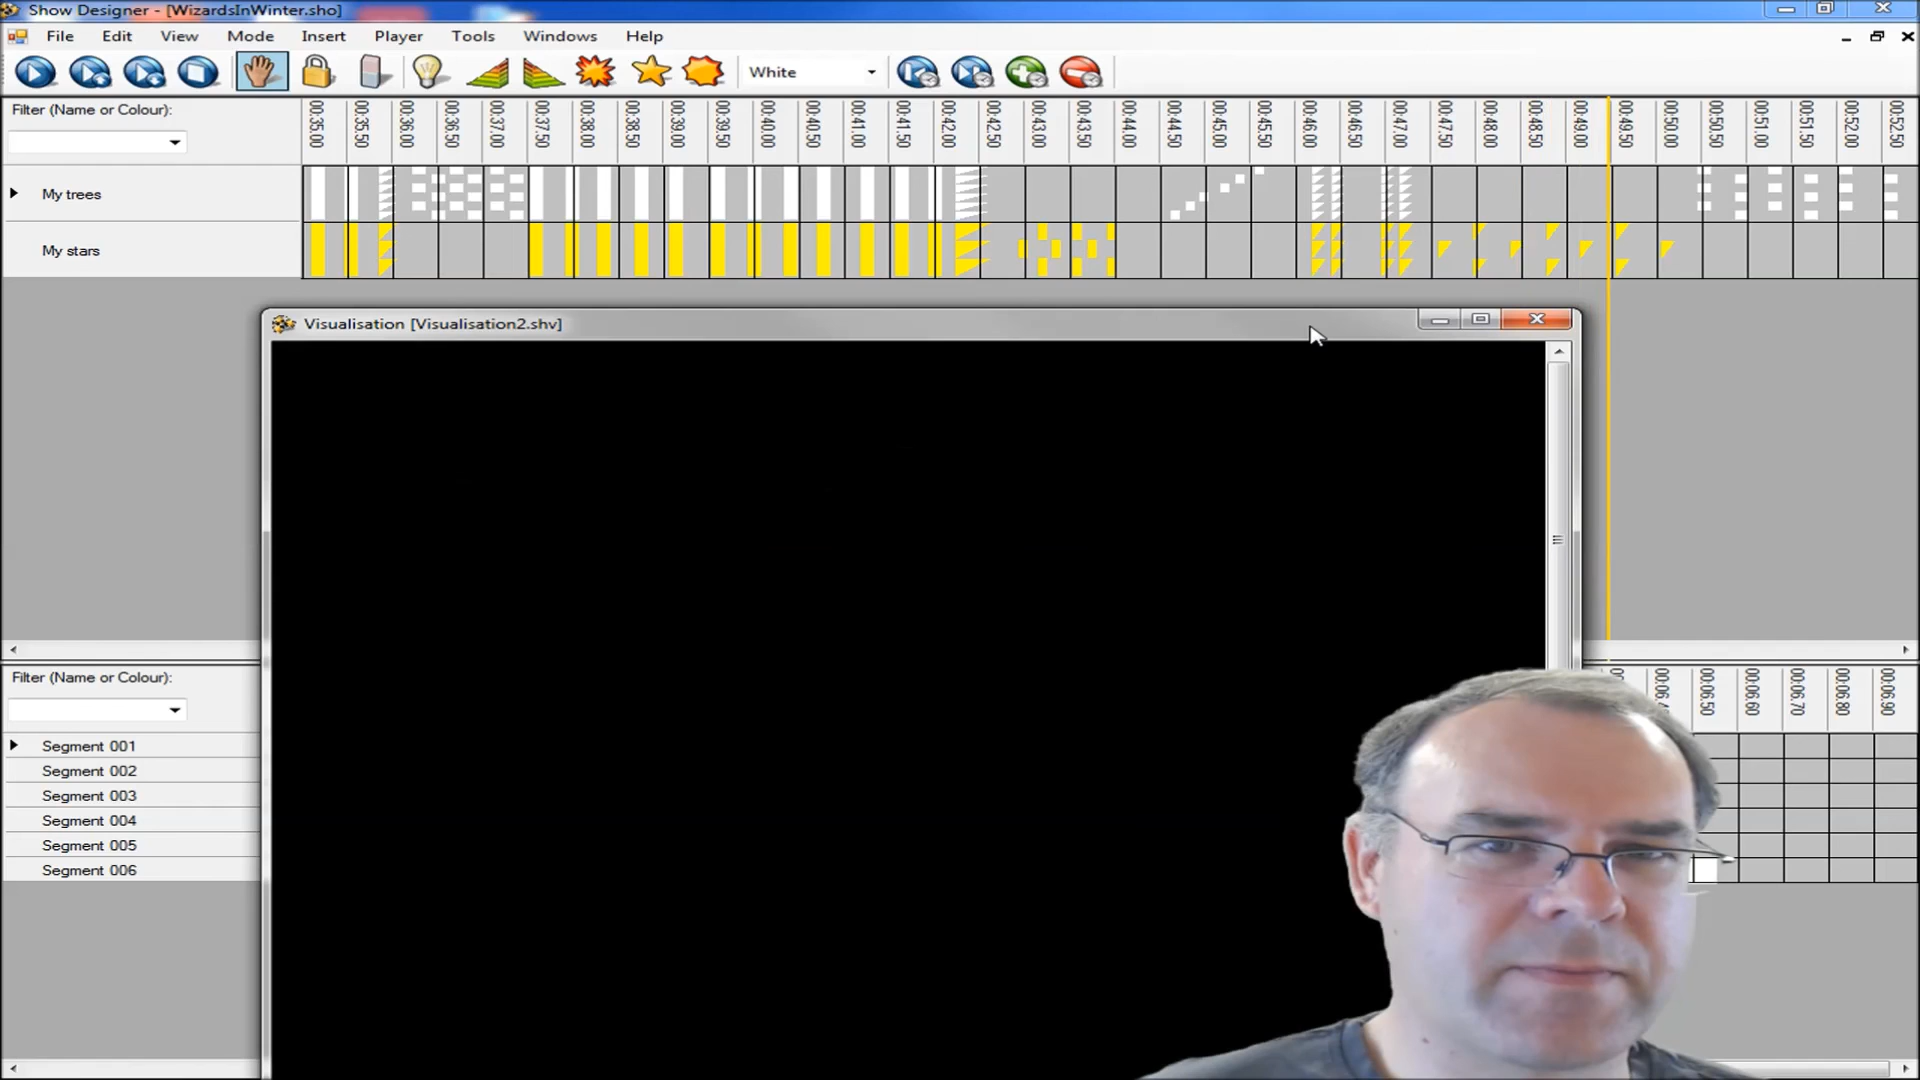 Show Designer - [WizardsInWinter.sho]
File Edit View Mode Insert Player Tools Windows Help
White
Filter (Name or Colour):
00:35.00 00:35.50 00:36.00 00:36.50 00:37.00 00:37.50 00:38.00 00:38.50 00:39.00 00:39.50 00:40.00 00:40.50 00:41.00 00:41.50 00:42.00 00:42.50 00:43.00 00:43.50 00:44.00 00:44.50 00:45.00 00:45.50 00:46.00 00:46.50 00:47.00 00:47.50 00:48.00 00:48.50 00:49.00 00:49.50 00:50.00 00:50.50 00:51.00 00:51.50 00:52.00 00:52.50
My trees
My stars
Visualisation [Visualisation2.shv]
Filter (Name or Colour):
00:06.50 00:06.60 00:06.70 00:06.80 00:06.90
Segment 001
Segment 002
Segment 003
Segment 004
Segment 005
Segment 006